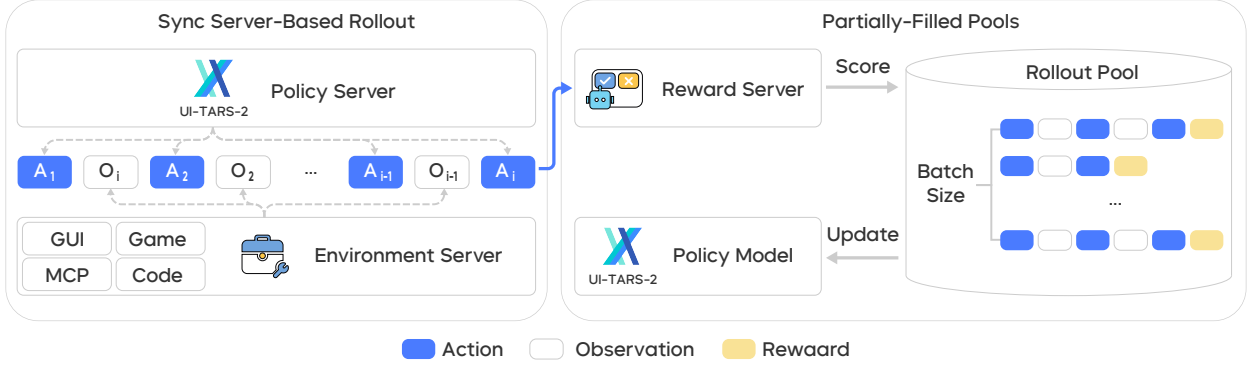 Sync Server-Based Rollout
UI-TARS-2
Policy Server
A1 Oi A2 O2 ... Ai-1 Oi-1 Ai
GUI Game
MCP Code
Environment Server
Partially-Filled Pools
Reward Server
Score
Rollout Pool
Batch
Size
...
Update
UI-TARS-2
Policy Model
Action Observation Rewaard